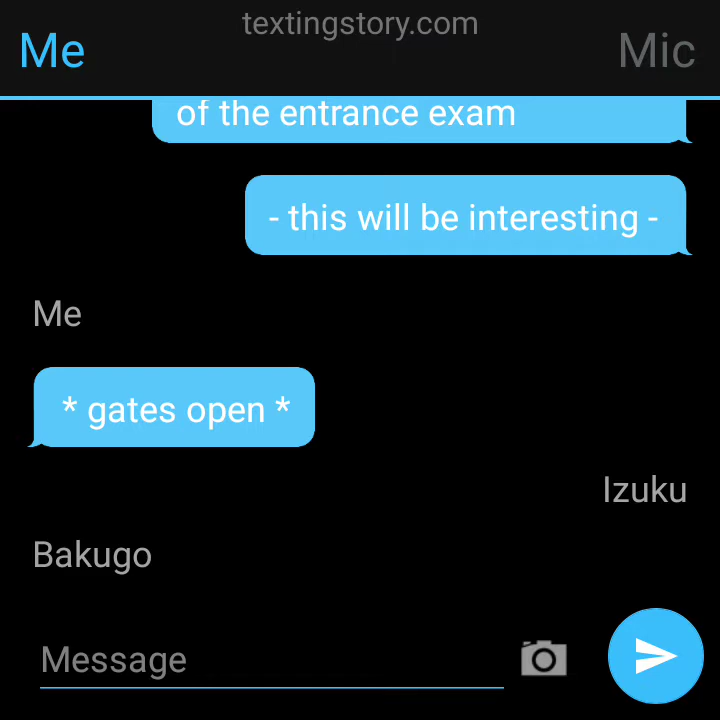 textingstory.com
Me
Mic
of the entrance exam
- this will be interesting -
Me
* gates open *
Izuku
Bakugo
Message